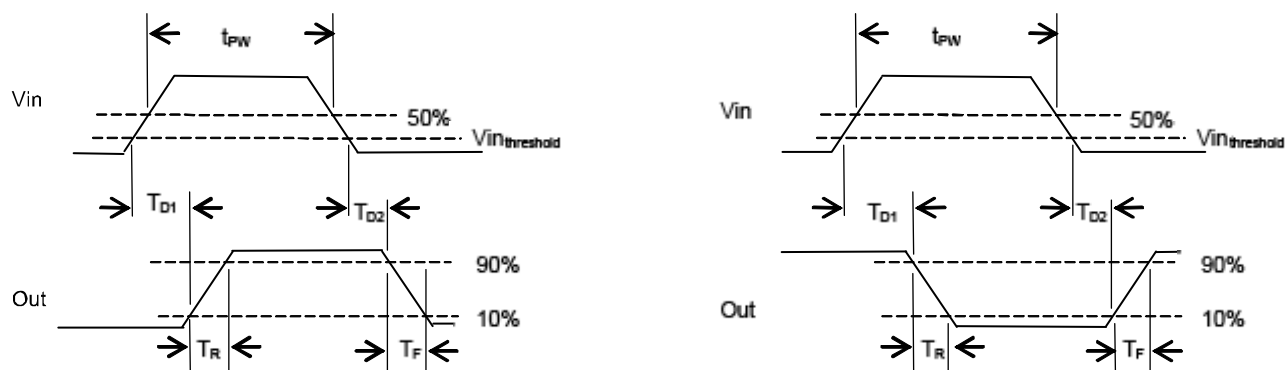 tPW
Vin
50%
Vinthreshold
TD1
TD2
90%
Out
10%
TR
TF
tPW
Vin
50%
Vinthreshold
TD1
TD2
90%
Out
10%
TR
TF